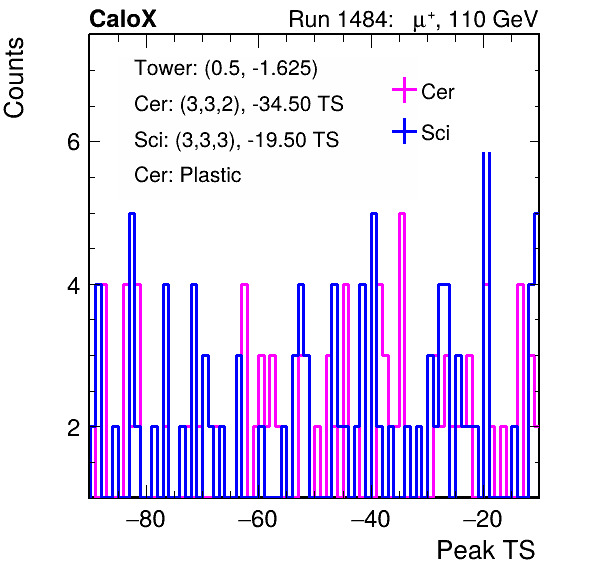 CaloX Run 1484: μ⁺, 110 GeV
Counts
Tower: (0.5, -1.625)
Cer: (3,3,2), -34.50 TS
Sci: (3,3,3), -19.50 TS
Cer: Plastic
Cer
Sci
6
4
2
−80 −60 −40 −20
Peak TS